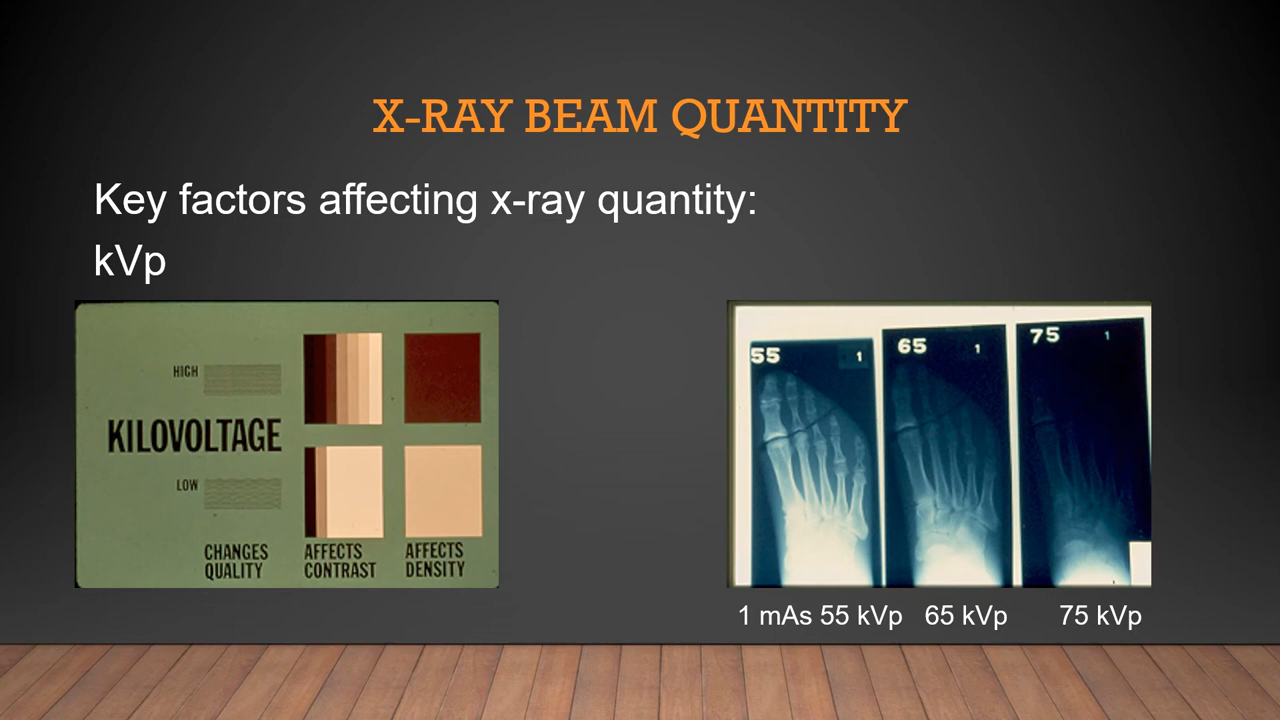 X-RAY BEAM QUANTITY
Key factors affecting x-ray quantity:
kVp
HIGH
KILOVOLTAGE
LOW
CHANGES QUALITY
AFFECTS CONTRAST
AFFECTS DENSITY
55 1
65 1
75 1
1 mAs 55 kVp 65 kVp 75 kVp